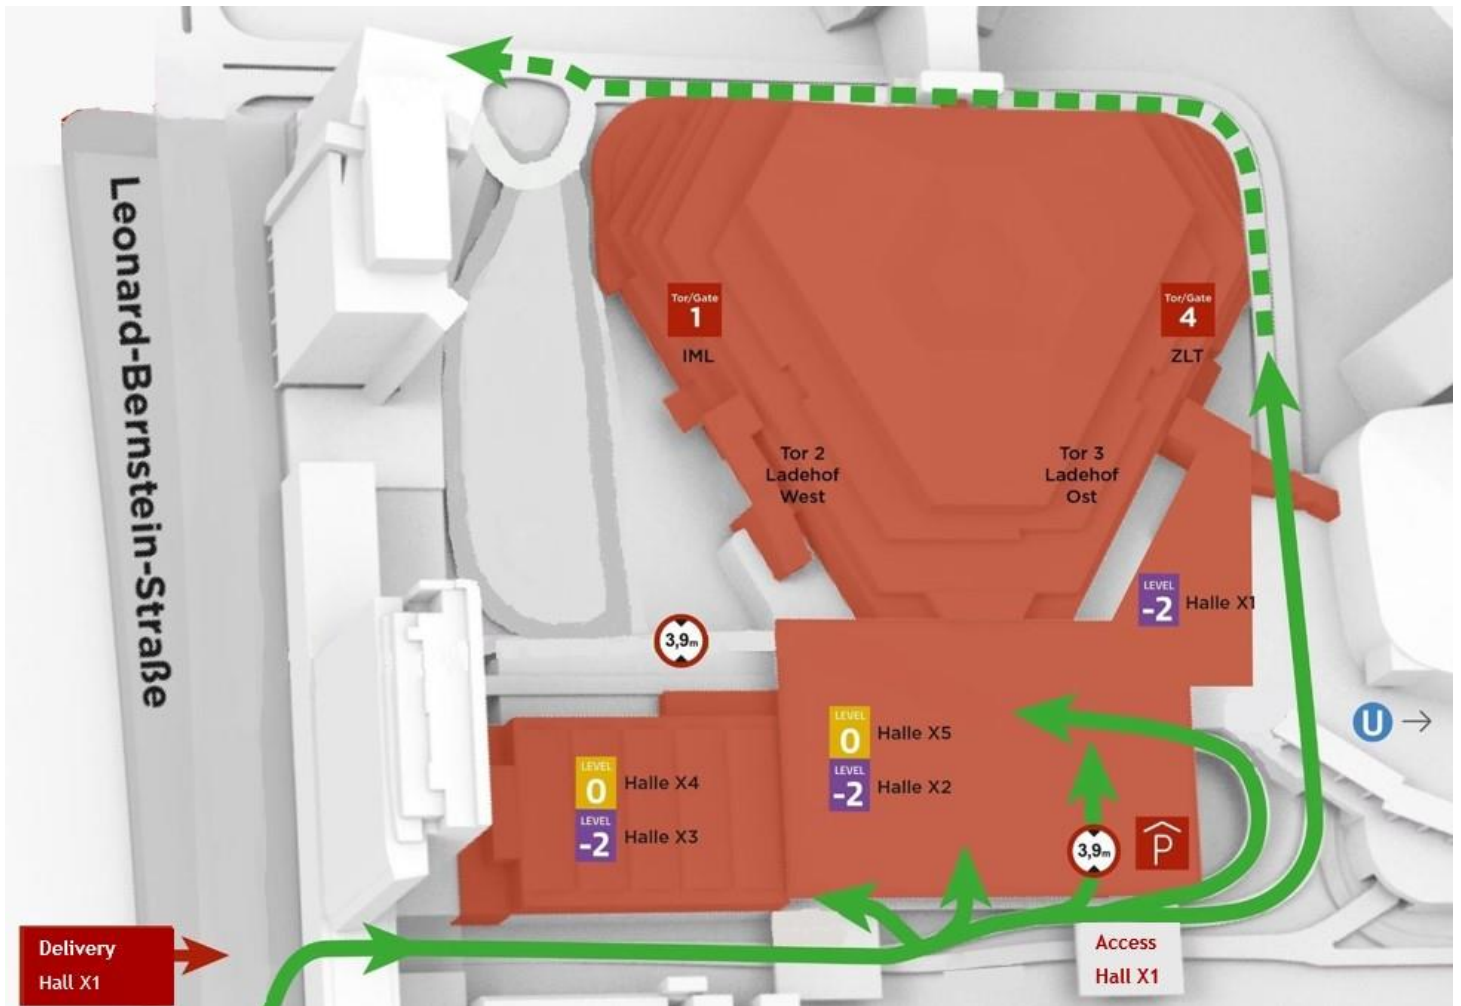 Leonard-Bernstein-Straße
Tor/Gate
1
IML
Tor/Gate
4
ZLT
Tor 2
Ladehof
West
Tor 3
Ladehof
Ost
LEVEL
-2
Halle X1
3,9m
LEVEL
0
Halle X5
LEVEL
-2
Halle X2
U
LEVEL
0
Halle X4
LEVEL
-2
Halle X3
3,9m
P
Delivery
Hall X1
Access
Hall X1